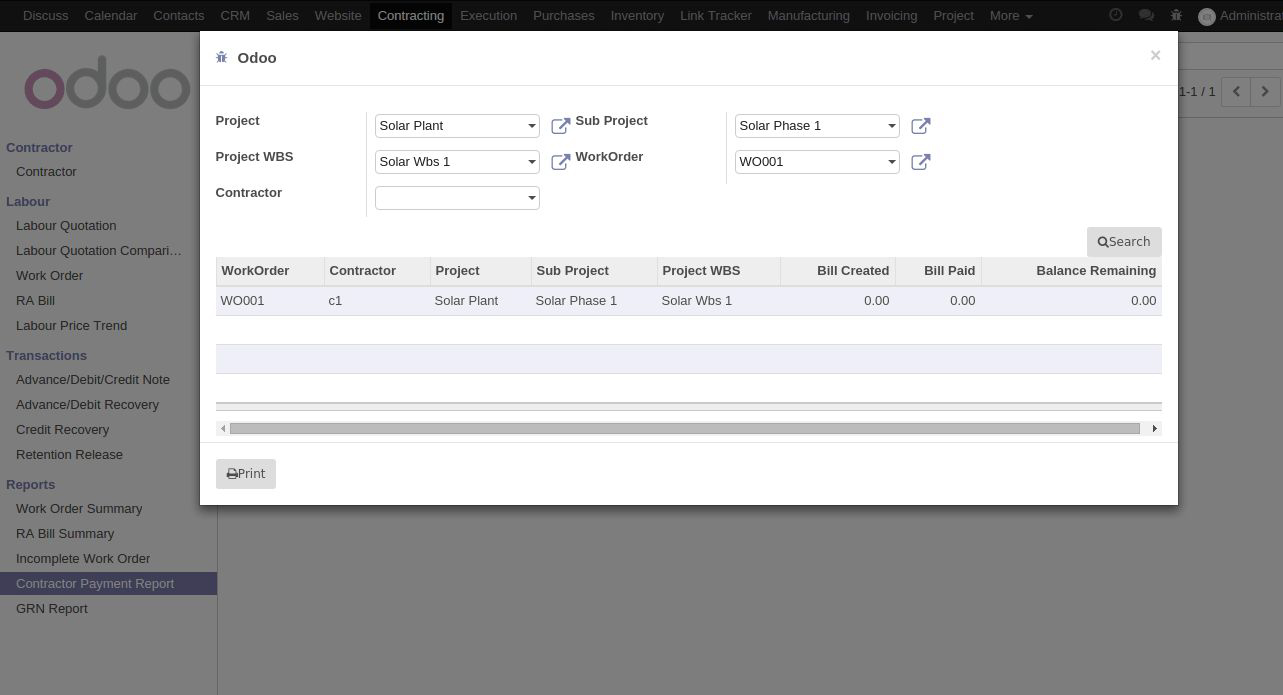 Discuss Calendar Contacts CRM Sales Website Contracting Execution Purchases Inventory Link Tracker Manufacturing Invoicing Project More Administra
odoo
Odoo ×
1-1 / 1
Project Solar Plant Sub Project Solar Phase 1
Project WBS Solar Wbs 1 WorkOrder WO001
Contractor
Search
WorkOrder Contractor Project Sub Project Project WBS Bill Created Bill Paid Balance Remaining
WO001 c1 Solar Plant Solar Phase 1 Solar Wbs 1 0.00 0.00 0.00
Print
Contractor
Contractor
Labour
Labour Quotation
Labour Quotation Compari...
Work Order
RA Bill
Labour Price Trend
Transactions
Advance/Debit/Credit Note
Advance/Debit Recovery
Credit Recovery
Retention Release
Reports
Work Order Summary
RA Bill Summary
Incomplete Work Order
Contractor Payment Report
GRN Report